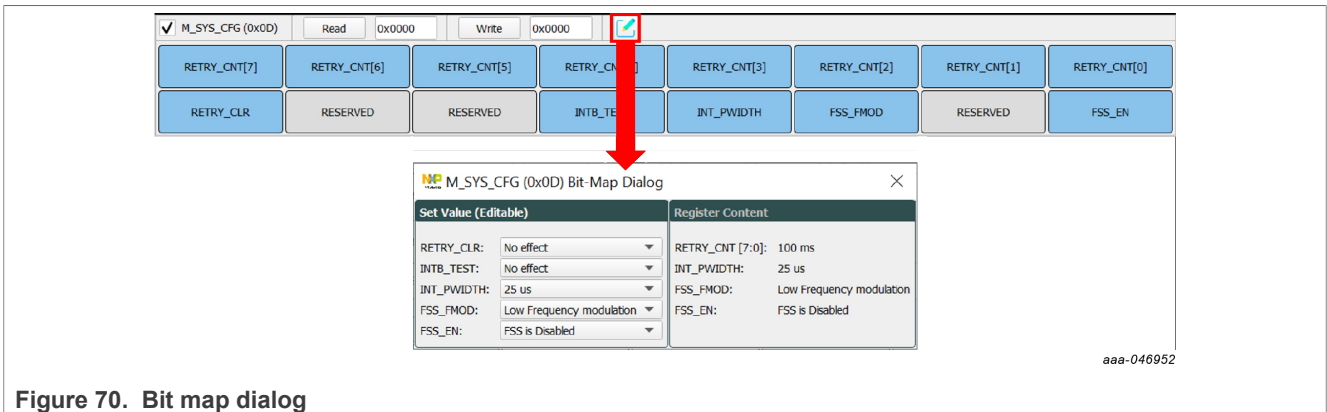 M_SYS_CFG (0x0D) Read 0x0000 Write 0x0000
RETRY_CNT[7] RETRY_CNT[6] RETRY_CNT[5] RETRY_CNT[3] RETRY_CNT[2] RETRY_CNT[1] RETRY_CNT[0]
RETRY_CLR RESERVED RESERVED INT_PWIDTH FSS_FMOD RESERVED FSS_EN
NXP M_SYS_CFG (0x0D) Bit-Map Dialog
Set Value (Editable) Register Content
RETRY_CLR: No effect RETRY_CNT [7:0]: 100 ms
INTB_TEST: No effect INT_PWIDTH: 25 us
INT_PWIDTH: 25 us FSS_FMOD: Low Frequency modulation
FSS_FMOD: Low Frequency modulation FSS_EN: FSS is Disabled
FSS_EN: FSS is Disabled
aaa-046952
Figure 70. Bit map dialog